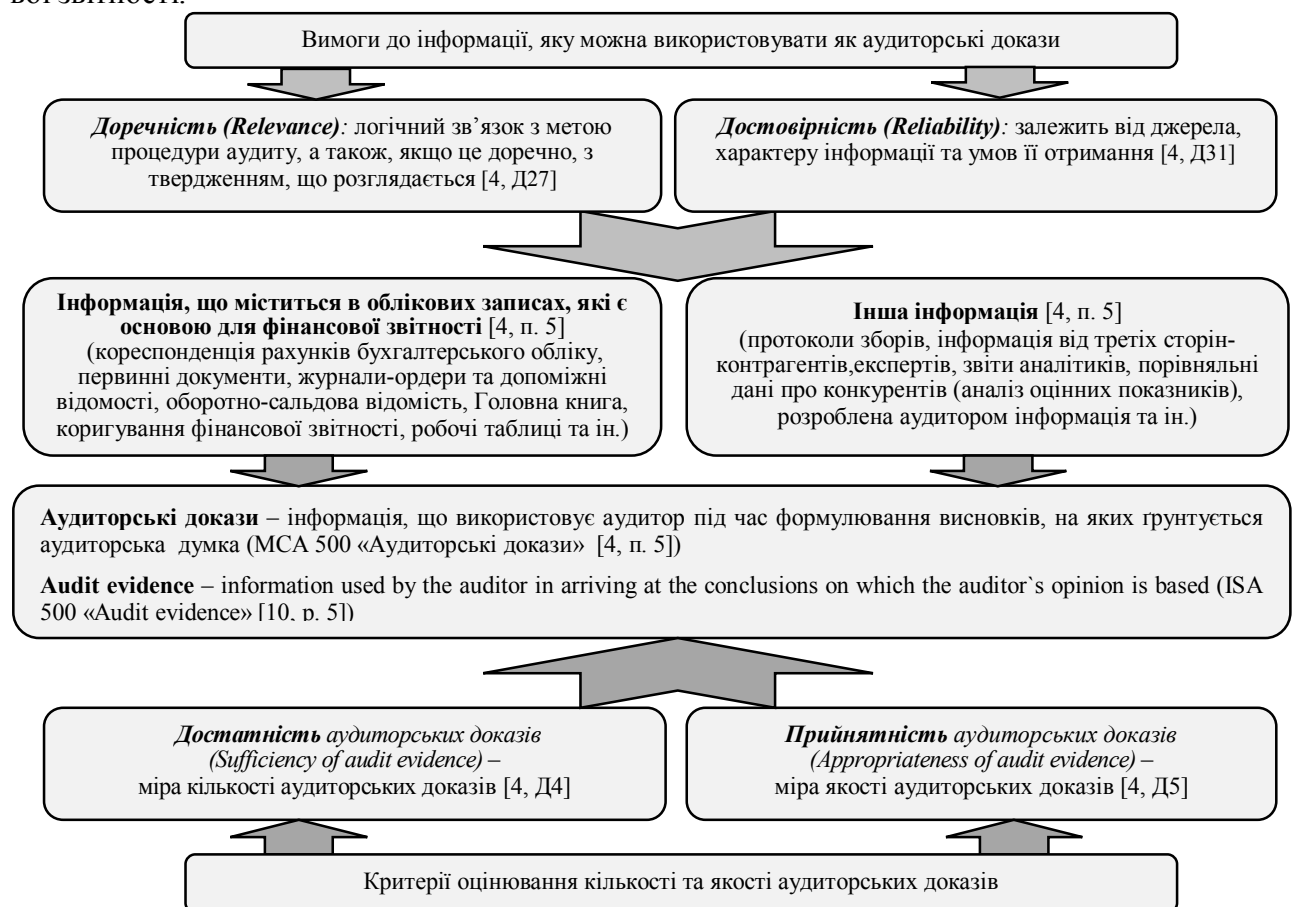 вої звітності.
Вимоги до інформації, яку можна використовувати як аудиторські докази
Доречність (Relevance): логічний зв’язок з метою
процедури аудиту, а також, якщо це доречно, з
твердженням, що розглядається [4, Д27]
Достовірність (Reliability): залежить від джерела,
характеру інформації та умов її отримання [4, Д31]
Інформація, що міститься в облікових записах, які є
основою для фінансової звітності [4, п. 5]
(кореспонденція рахунків бухгалтерського обліку,
первинні документи, журнали-ордери та допоміжні
відомості, оборотно-сальдова відомість, Головна книга,
коригування фінансової звітності, робочі таблиці та ін.)
Інша інформація [4, п. 5]
(протоколи зборів, інформація від третіх сторін-
контрагентів,експертів, звіти аналітиків, порівняльні
дані про конкурентів (аналіз оцінних показників),
розроблена аудитором інформація та ін.)
Аудиторські докази – інформація, що використовує аудитор під час формулювання висновків, на яких ґрунтується
аудиторська думка (МСА 500 «Аудиторські докази» [4, п. 5])
Audit evidence – information used by the auditor in arriving at the conclusions on which the auditor`s opinion is based (ISA
500 «Audit evidence» [10, p. 5])
Достатність аудиторських доказів
(Sufficiency of audit evidence) –
міра кількості аудиторських доказів [4, Д4]
Прийнятність аудиторських доказів
(Appropriateness of audit evidence) –
міра якості аудиторських доказів [4, Д5]
Критерії оцінювання кількості та якості аудиторських доказів